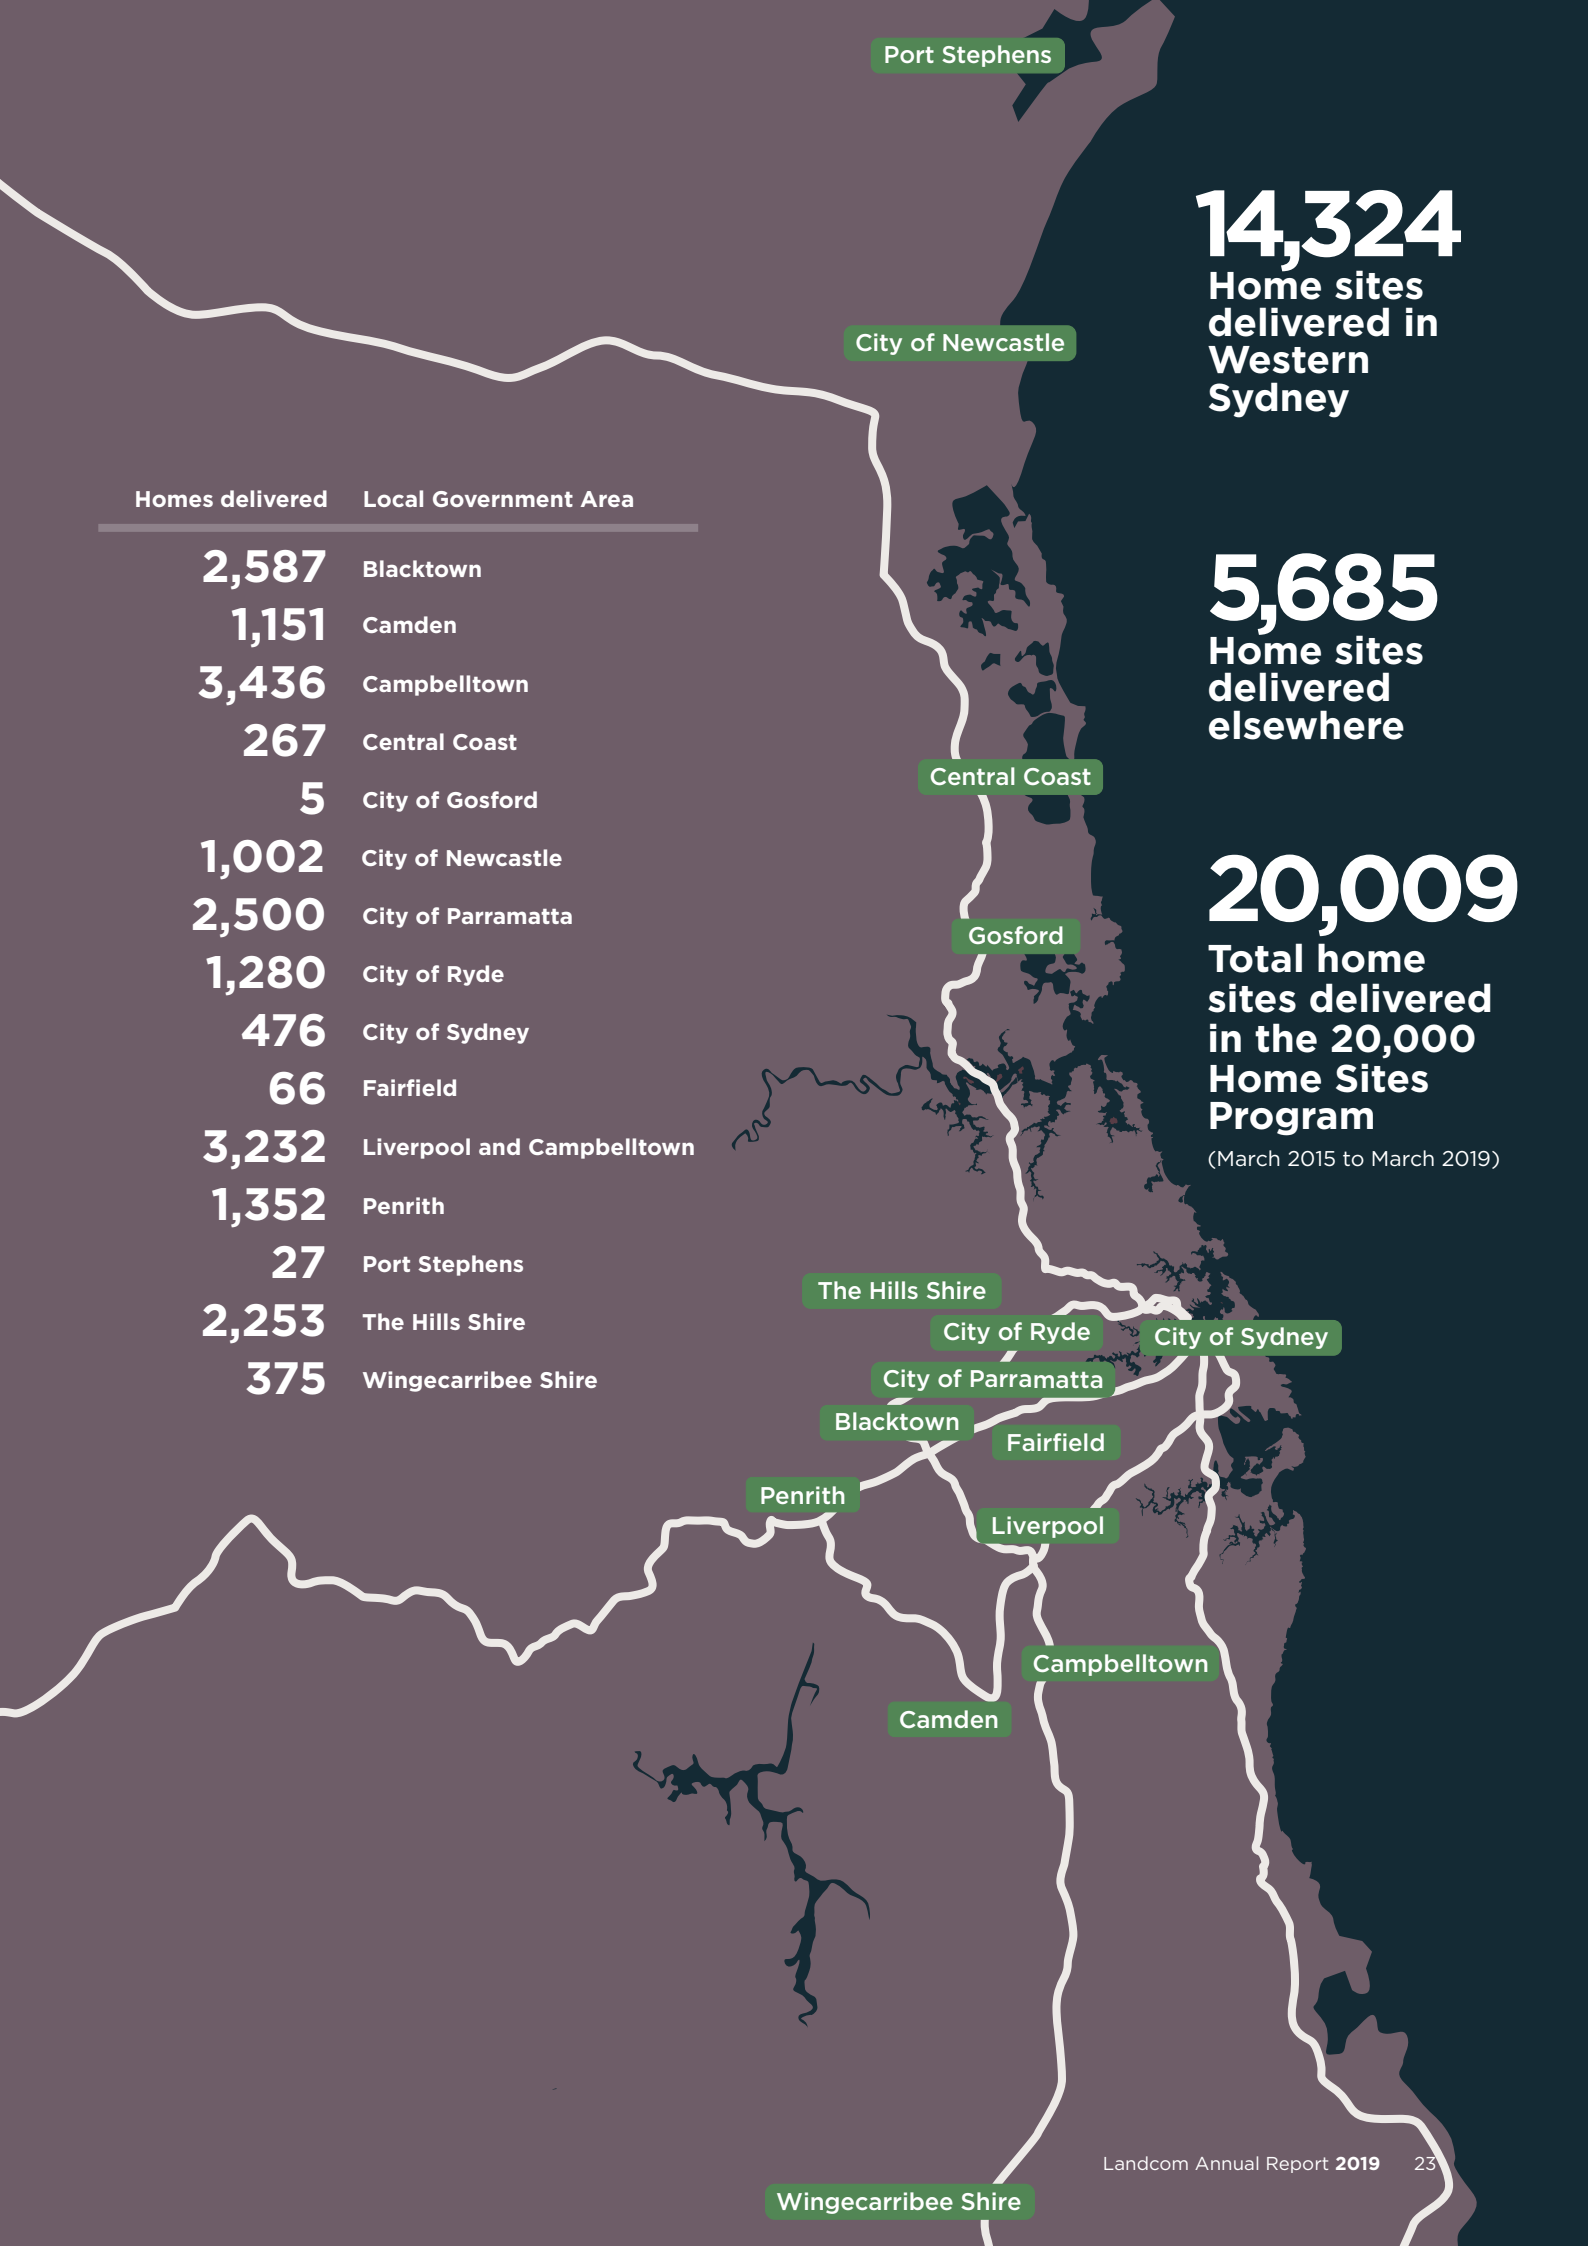 Port Stephens
14,324
Home sites
delivered in
Western
Sydney
City of Newcastle
Homes delivered Local Government Area
2,587 Blacktown
1,151 Camden
3,436 Campbelltown
267 Central Coast
5 City of Gosford
1,002 City of Newcastle
2,500 City of Parramatta
1,280 City of Ryde
476 City of Sydney
66 Fairfield
3,232 Liverpool and Campbelltown
1,352 Penrith
27 Port Stephens
2,253 The Hills Shire
375 Wingecarribee Shire
5,685
Home sites
delivered
elsewhere
Central Coast
20,009
Total home
sites delivered
in the 20,000
Home Sites
Program
(March 2015 to March 2019)
Gosford
The Hills Shire
City of Ryde
City of Sydney
City of Parramatta
Blacktown
Fairfield
Penrith
Liverpool
Campbelltown
Camden
Landcom Annual Report 2019 23
Wingecarribee Shire